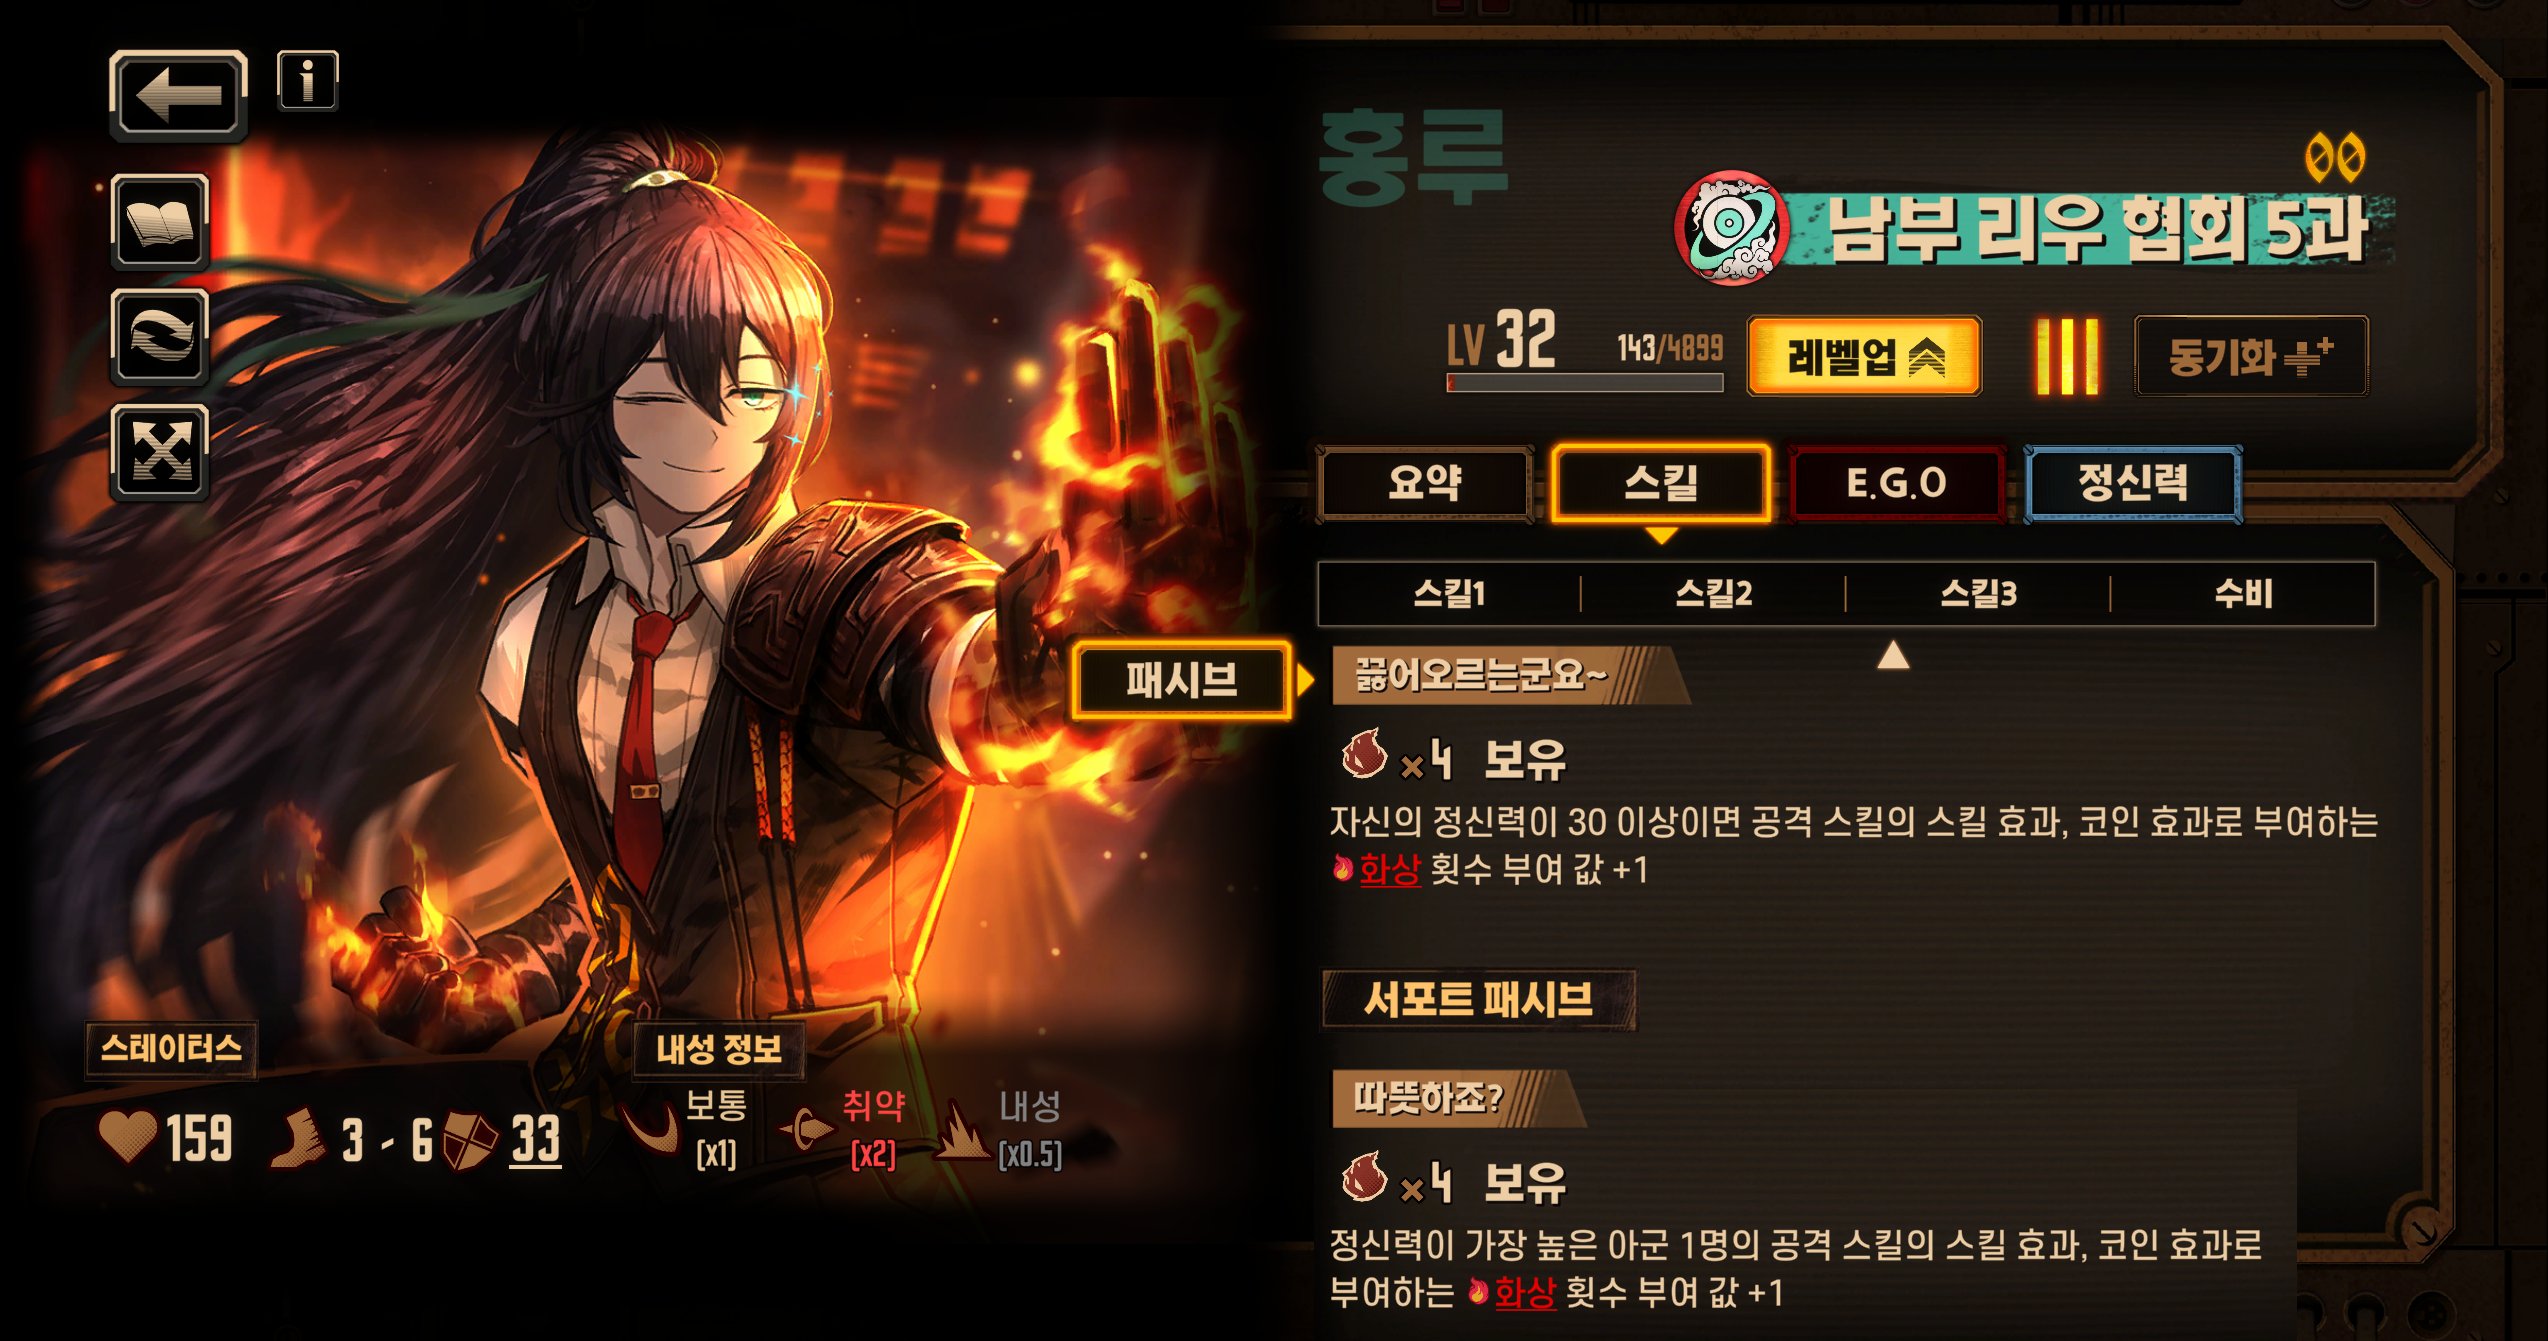 홍루
남부 리우 협회 5과
LV 32 143/4899
레벨업
동기화
요약
스킬
E.G.O
정신력
스킬1
스킬2
스킬3
수비
패시브
끓어오르는군요~
×4 보유
자신의 정신력이 30 이상이면 공격 스킬의 스킬 효과, 코인 효과로 부여하는
화상 횟수 부여 값 +1
서포트 패시브
따뜻하죠?
×4 보유
정신력이 가장 높은 아군 1명의 공격 스킬의 스킬 효과, 코인 효과로
부여하는 화상 횟수 부여 값 +1
스테이터스
159
3 - 6
33
내성 정보
보통
[x1]
취약
[x2]
내성
[x0.5]